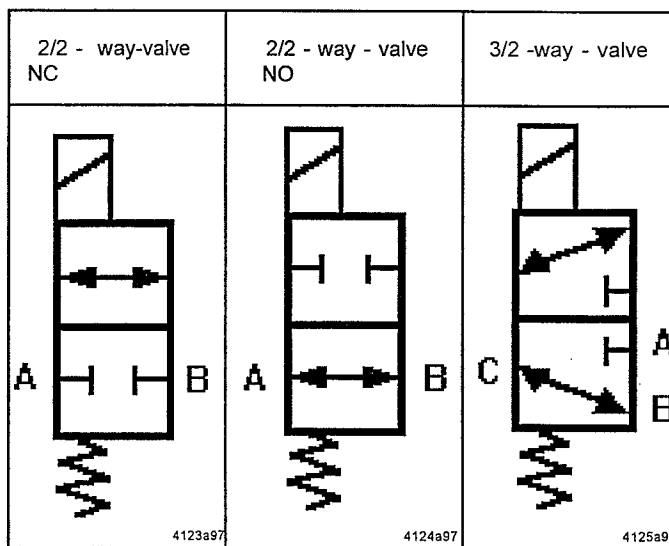 2/2 - way-valve
NC
2/2 - way - valve
NO
3/2 -way - valve
A B
4123a97
A B
4124a97
C A
B
4125a9